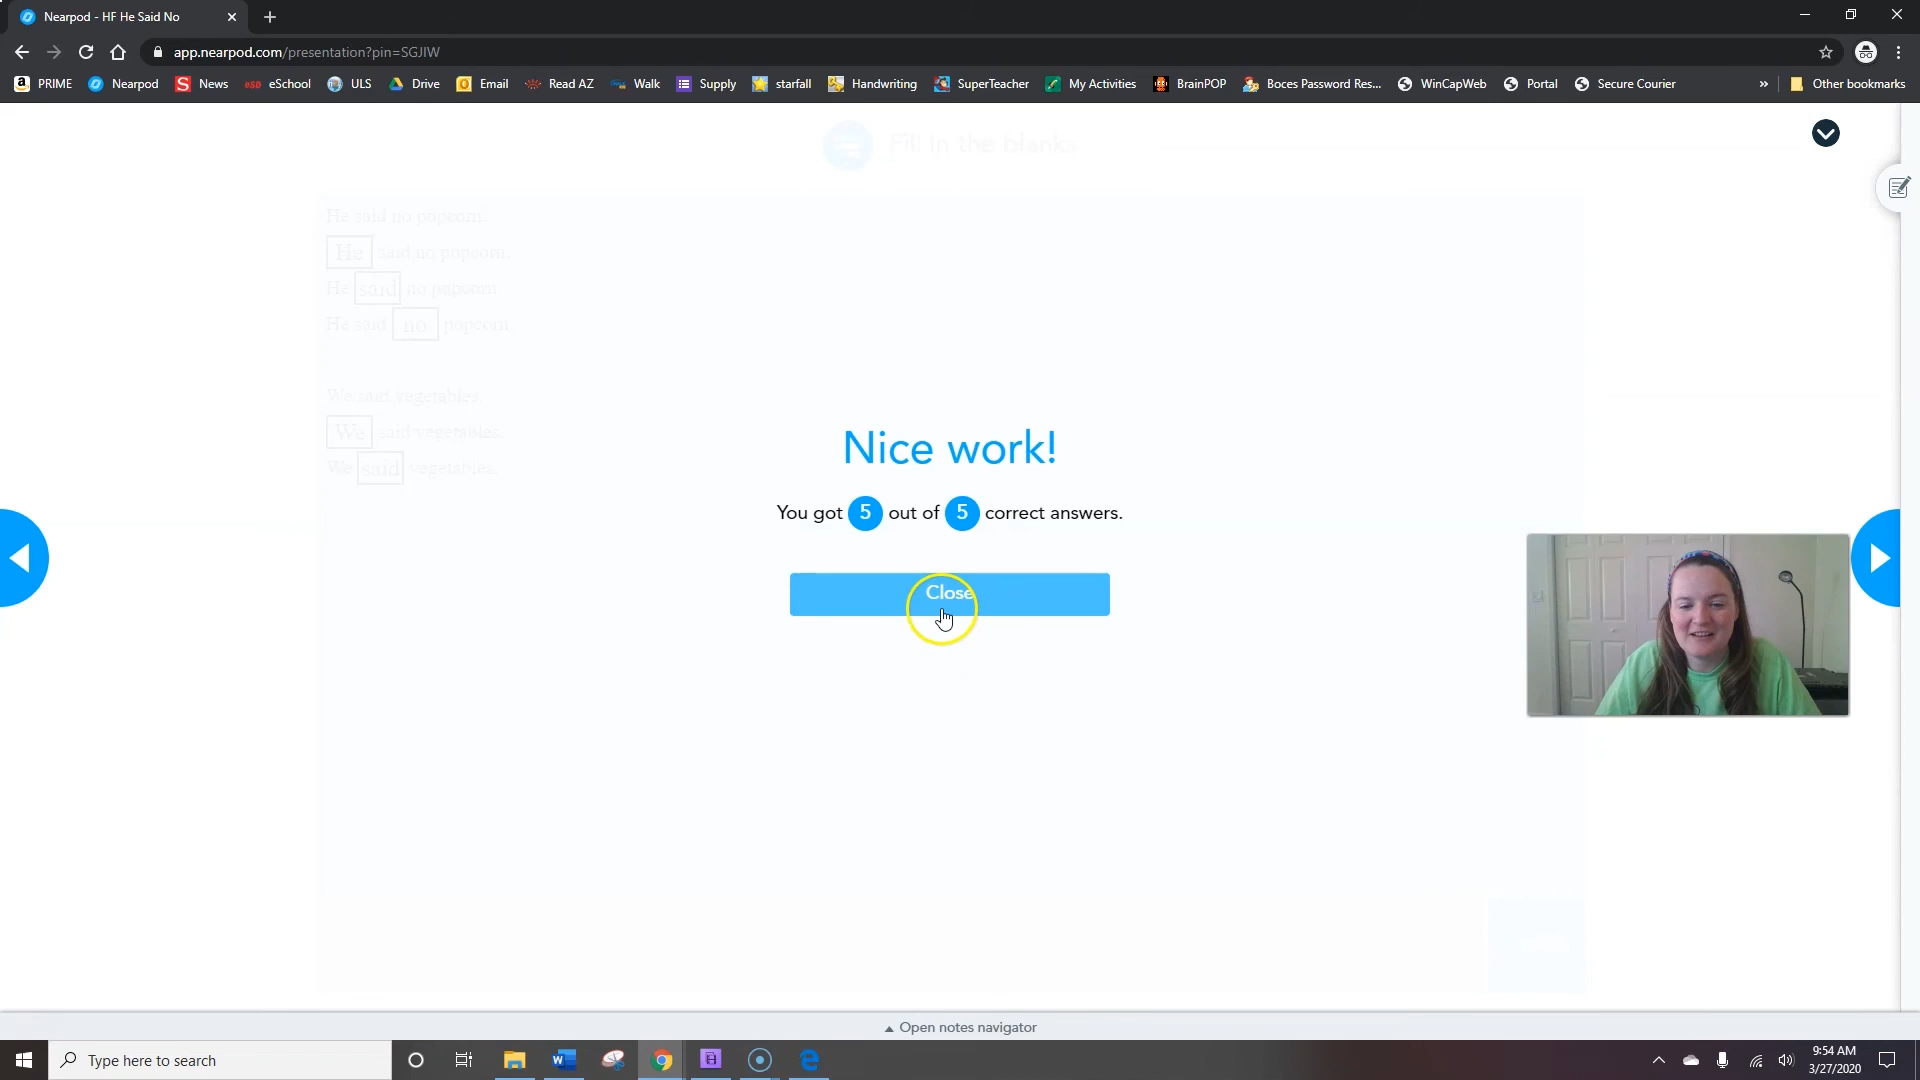 Nearpod - HF He Said No
app.nearpod.com/presentation?pin=SGJIW
PRIME Nearpod News eSchool ULS Drive Email Read AZ Walk Supply starfall Handwriting SuperTeacher My Activities BrainPOP Boces Password Res... WinCapWeb Portal Secure Courier » Other bookmarks
Fill in the blanks
He said no popcorn.
He said no popcorn.
He said no popcorn.
He said no popcorn.
We said vegetables.
We said vegetables.
We said vegetables.
Nice work!
You got 5 out of 5 correct answers.
Close
Open notes navigator
Type here to search
9:54 AM
3/27/2020